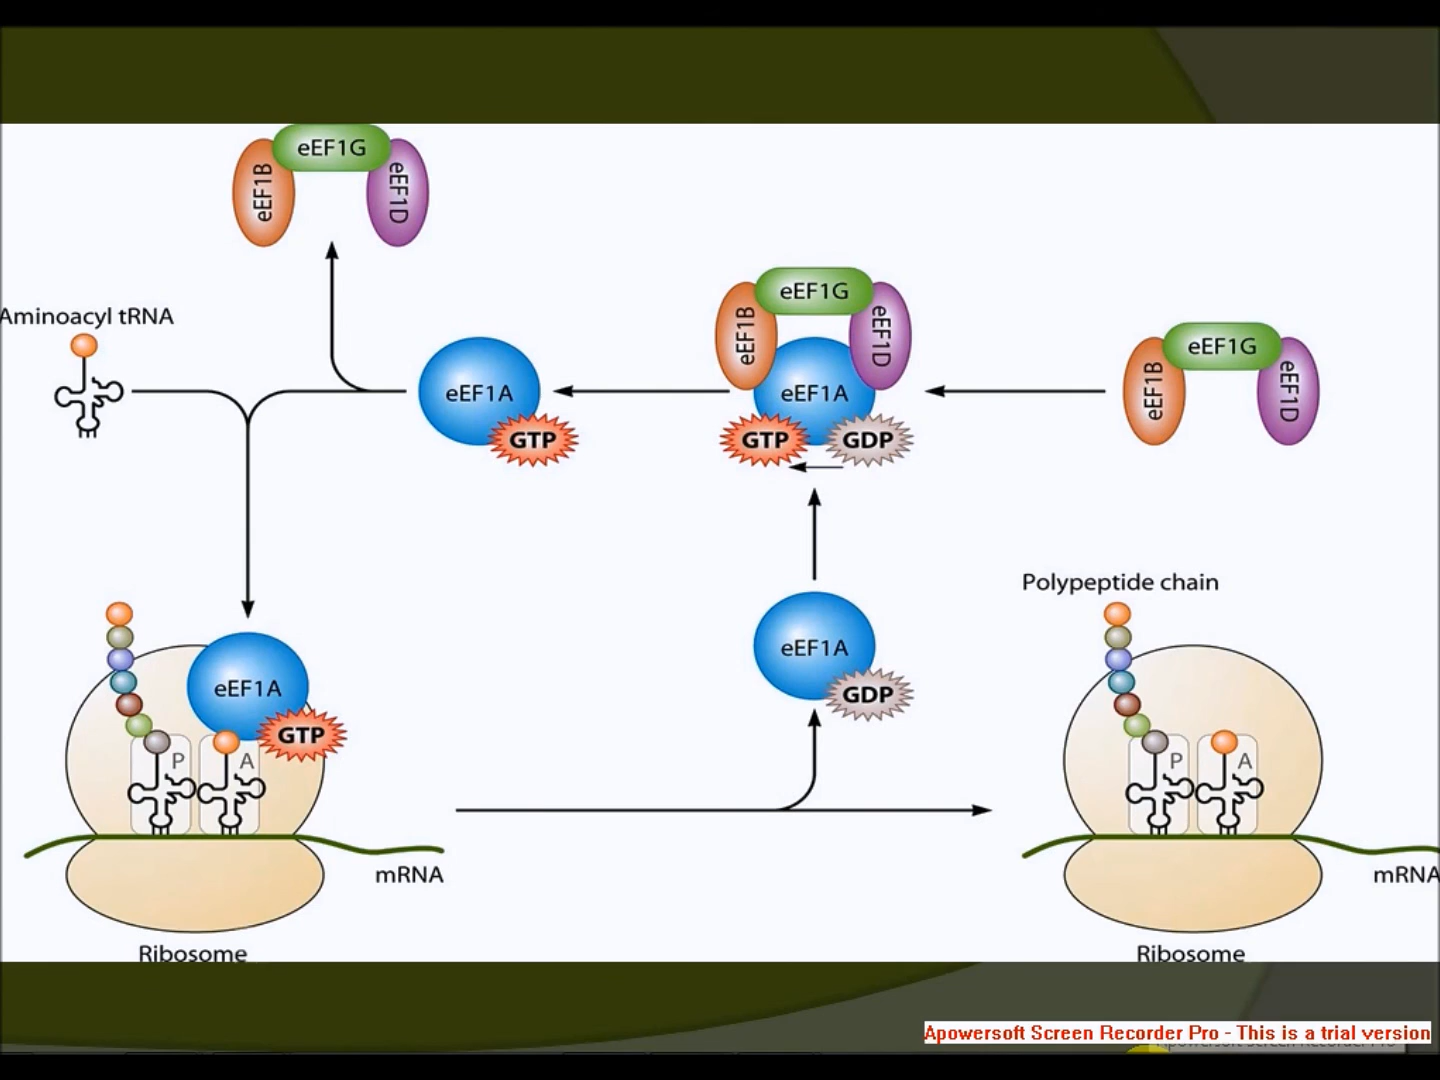 eEF1G
eEF1B
eEF1D
Aminoacyl tRNA
eEF1A
GTP
eEF1G
eEF1B
eEF1D
eEF1A
GTP
GDP
eEF1G
eEF1B
eEF1D
eEF1A
GDP
eEF1A
GTP
P
A
mRNA
Ribosome
Polypeptide chain
P
A
mRNA
Ribosome
Apowersoft Screen Recorder Pro - This is a trial version